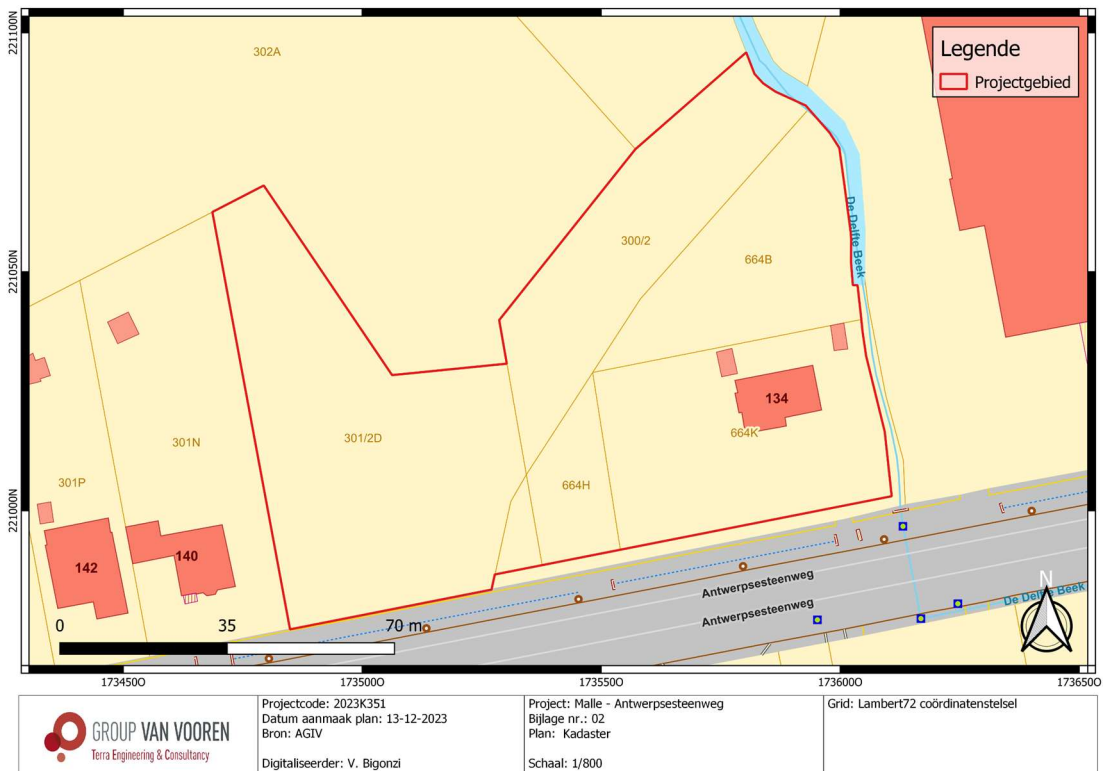 221100N
221050N
221000N
302A
Legende
Projectgebied
300/2
664B
De Delfte Beek
134
664K
301N
301/2D
664H
301P
142
140
Antwerpsesteenweg
Antwerpsesteenweg
De Delfte Beek
N
0 35 70 m
173450O 173500O 173550O 173600O 173650O
GROUP VAN VOOREN
Terra Engineering & Consultancy
Projectcode: 2023K351
Datum aanmaak plan: 13-12-2023
Bron: AGIV
Digitaliseerder: V. Bigonzi
Project: Malle - Antwerpsesteenweg
Bijlage nr.: 02
Plan: Kadaster
Schaal: 1/800
Grid: Lambert72 coördinatenstelsel